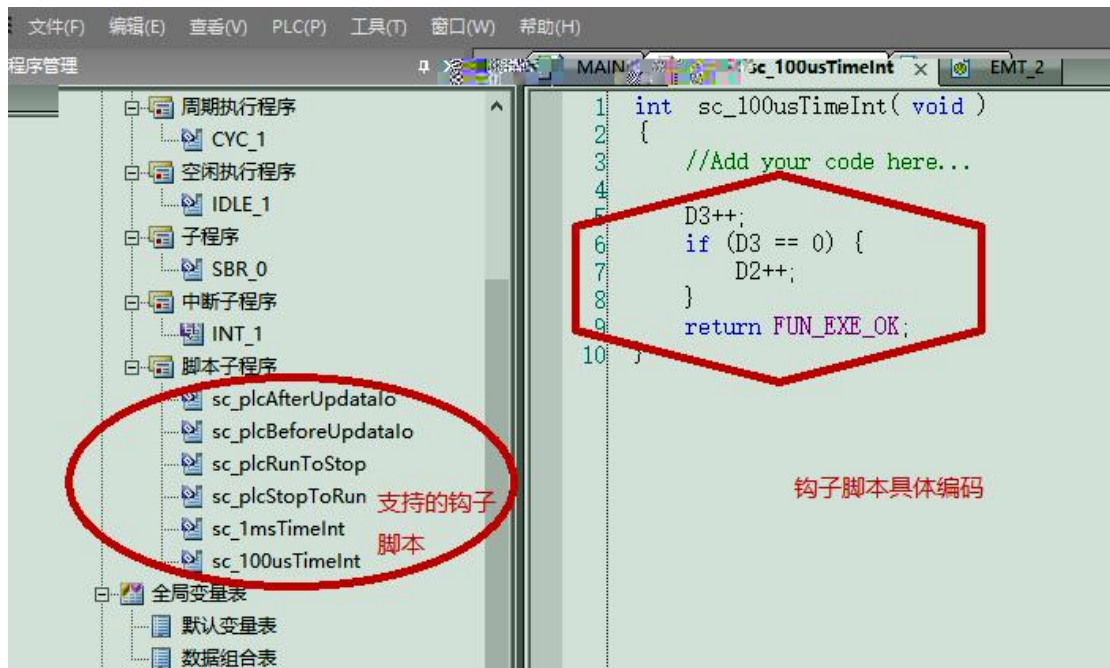 文件(F) 编辑(E) 查看(V) PLC(P) 工具(T) 窗口(W) 帮助(H)
程序管理
MAIN
sc_100usTimeInt
EMT_2
周期执行程序
CYC_1
空闲执行程序
IDLE_1
子程序
SBR_0
中断子程序
INT_1
脚本子程序
sc_plcAfterUpdataIo
sc_plcBeforeUpdataIo
sc_plcRunToStop
sc_plcStopToRun
sc_1msTimeInt
sc_100usTimeInt
支持的钩子
脚本
全局变量表
默认变量表
数据组合表
1 int sc_100usTimeInt( void )
2 {
3 //Add your code here...
4
5 D3++;
6 if (D3 == 0) {
7 D2++;
8 }
9 return FUN_EXE_OK;
10 }
钩子脚本具体编码